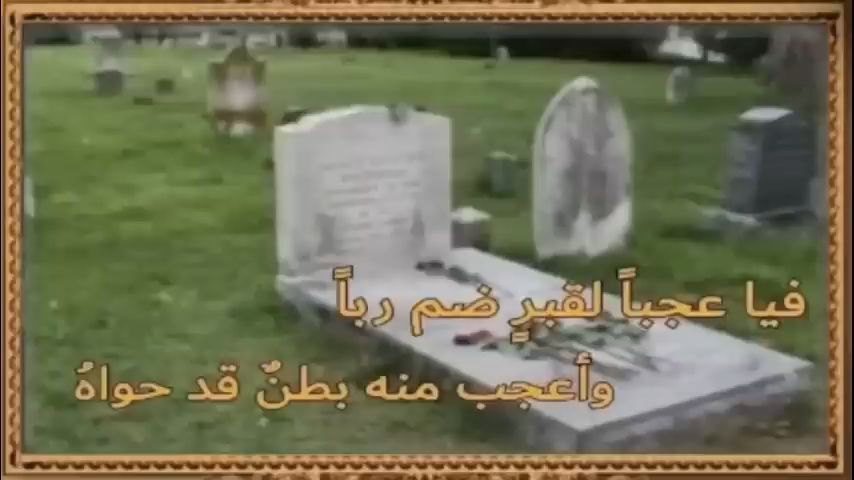 فيا عجباً لقبرٍ ضم رباً
وأعجب منه بطنٌ قد حواهُ